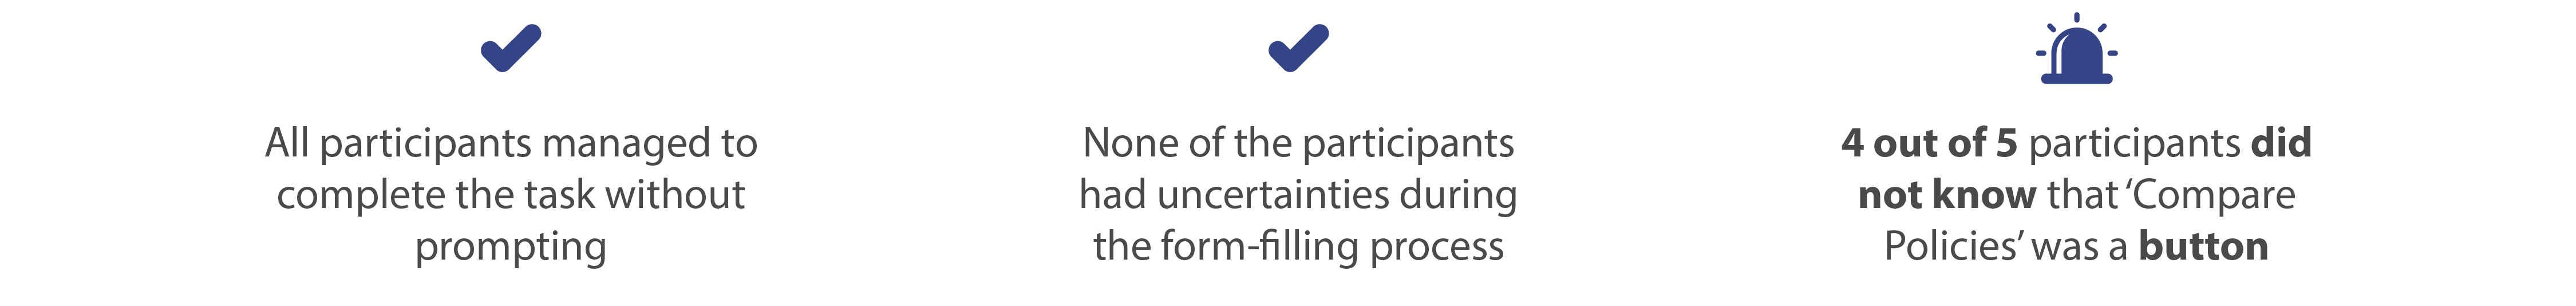 All participants managed to
complete the task without
prompting
None of the participants
had uncertainties during
the form-filling process
4 out of 5 participants did
not know that ‘Compare
Policies’ was a button